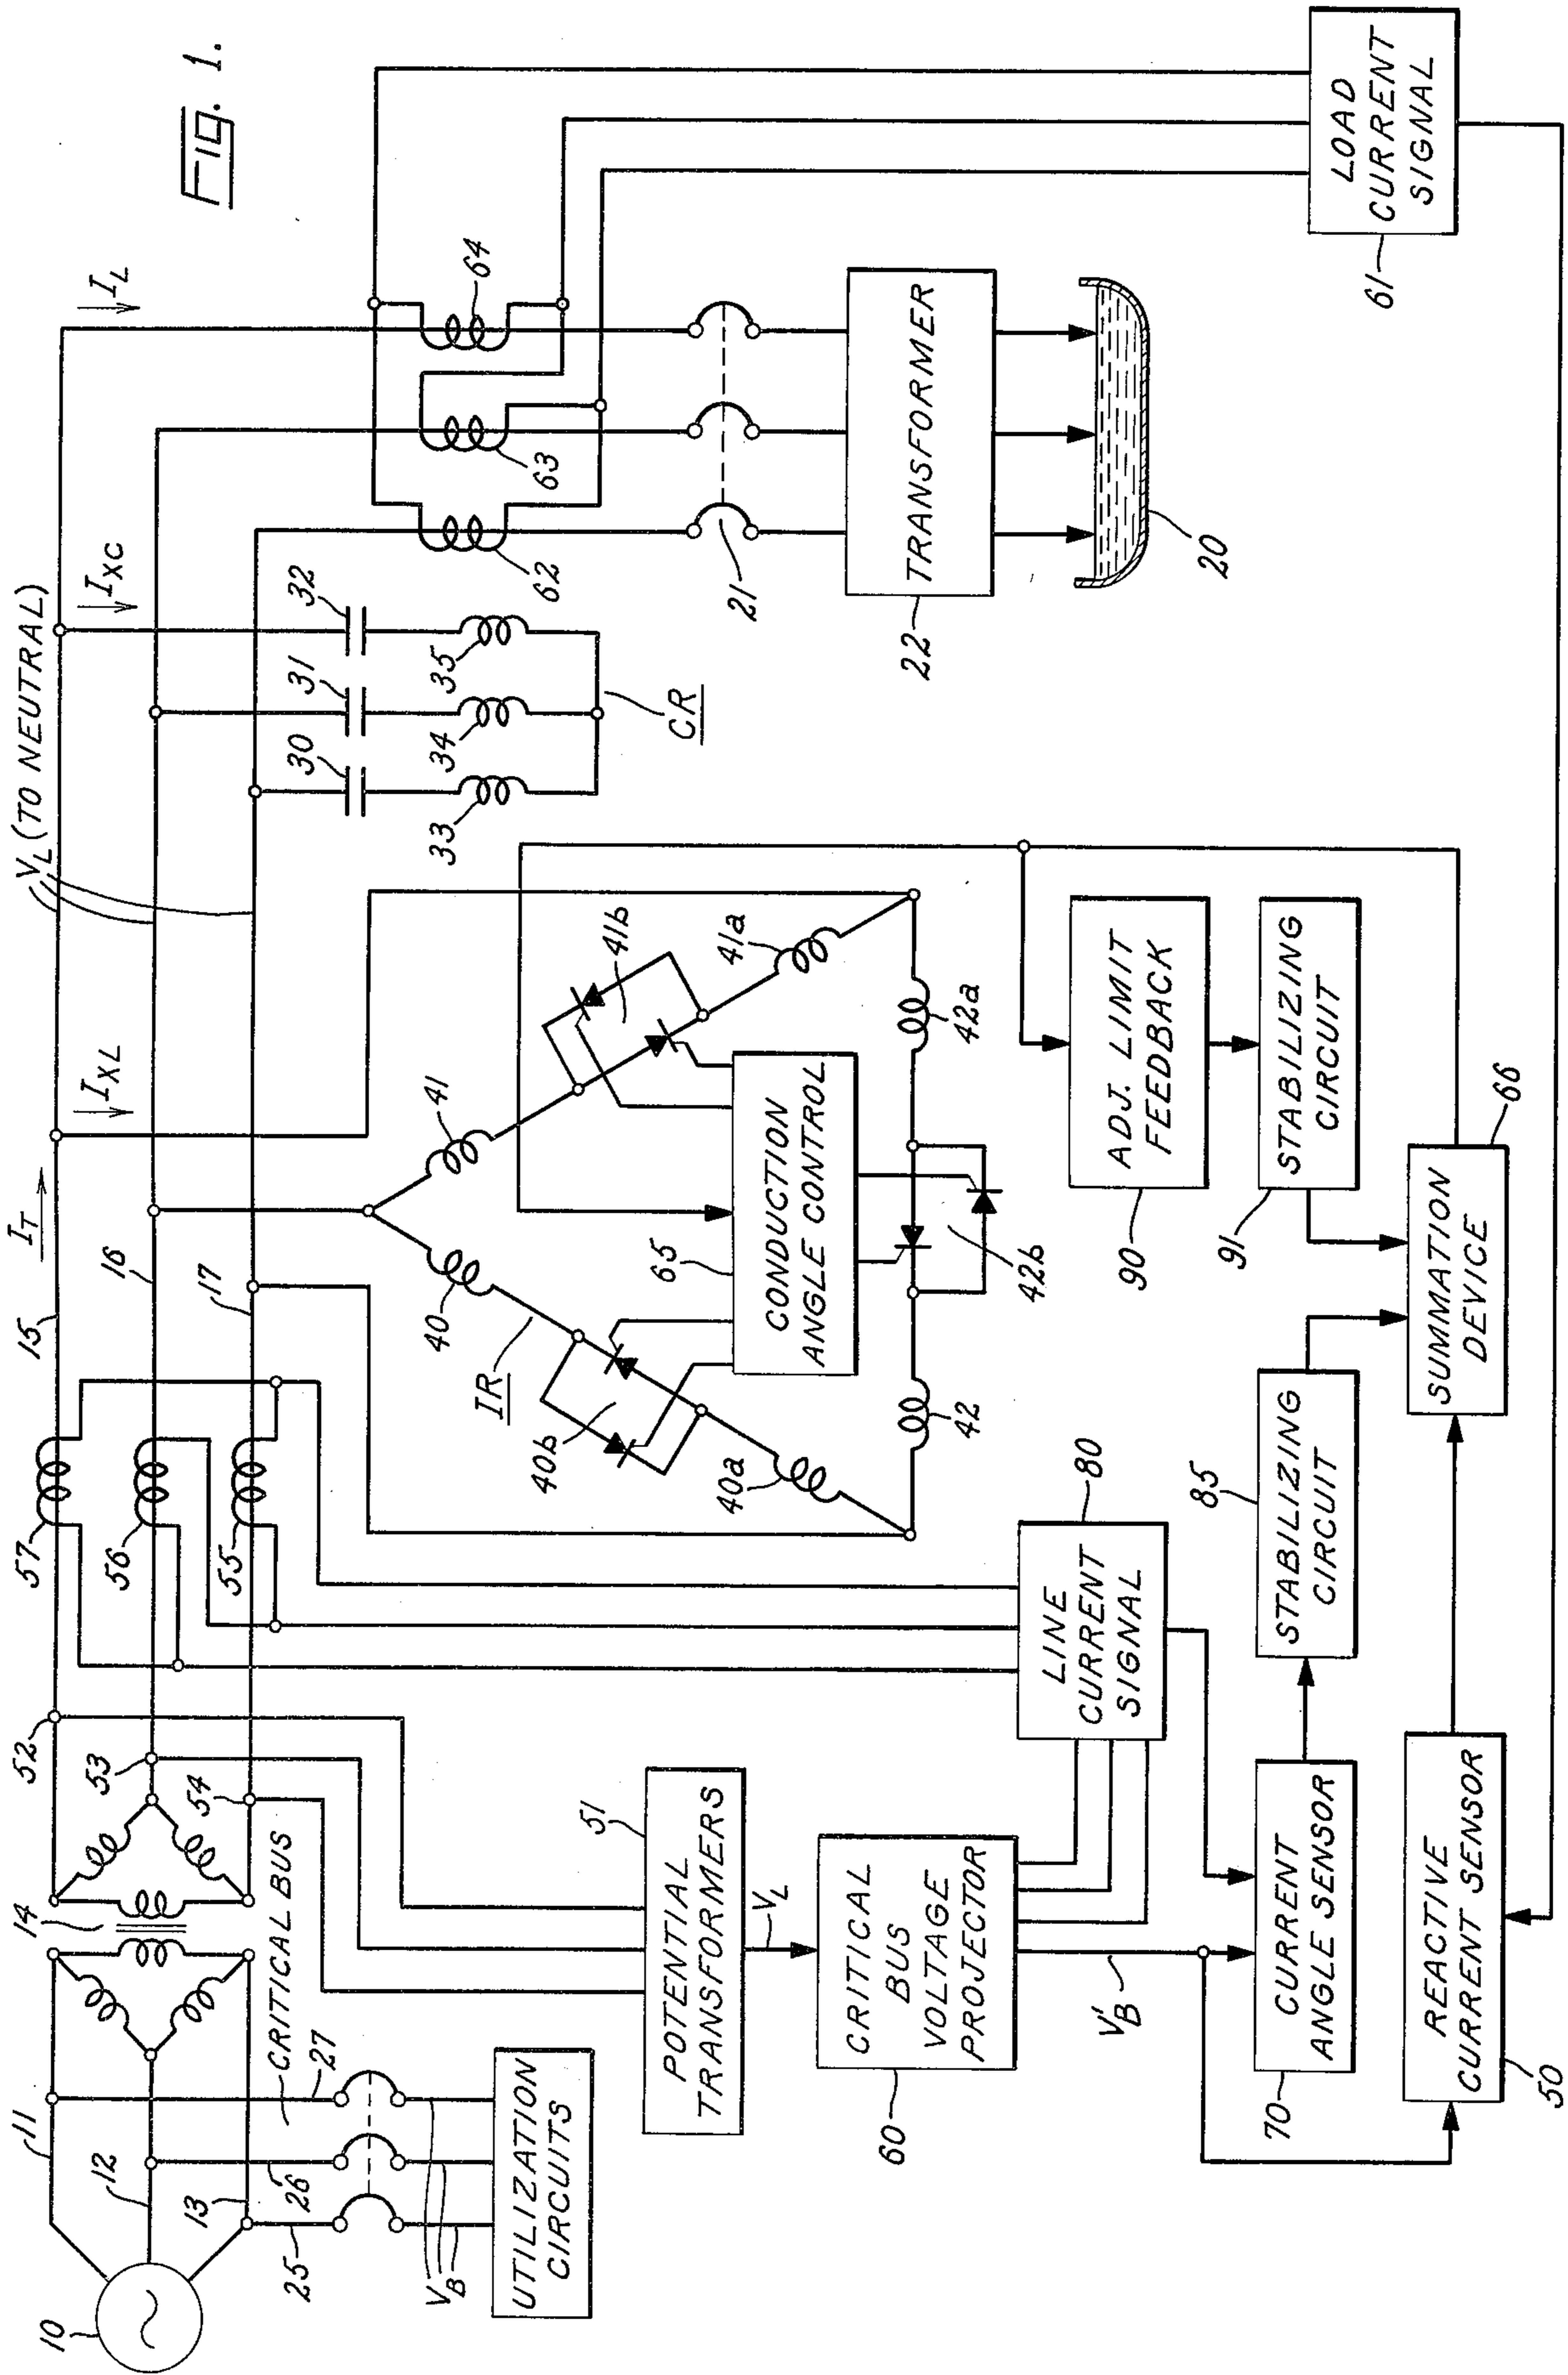 Fig. 1.
10
11
12
13
14
CRITICAL BUS
25
26
27
V_B
UTILIZATION
CIRCUITS
52
53
54
57
56
55
15
16
17
I_T
I_XL
V_L (TO NEUTRAL)
I_XC
I_L
30
31
32
33
34
35
CR
62
63
64
21
22
TRANSFORMER
20
40
41
IR
40b
41b
40a
41a
65
CONDUCTION
ANGLE CONTROL
42
42a
42b
51
POTENTIAL
TRANSFORMERS
V_L
60
CRITICAL
BUS
VOLTAGE
PROJECTOR
V'_B
80
LINE
CURRENT
SIGNAL
70
CURRENT
ANGLE SENSOR
85
STABILIZING
CIRCUIT
90
ADJ. LIMIT
FEEDBACK
91
STABILIZING
CIRCUIT
66
SUMMATION
DEVICE
50
REACTIVE
CURRENT SENSOR
61
LOAD
CURRENT
SIGNAL